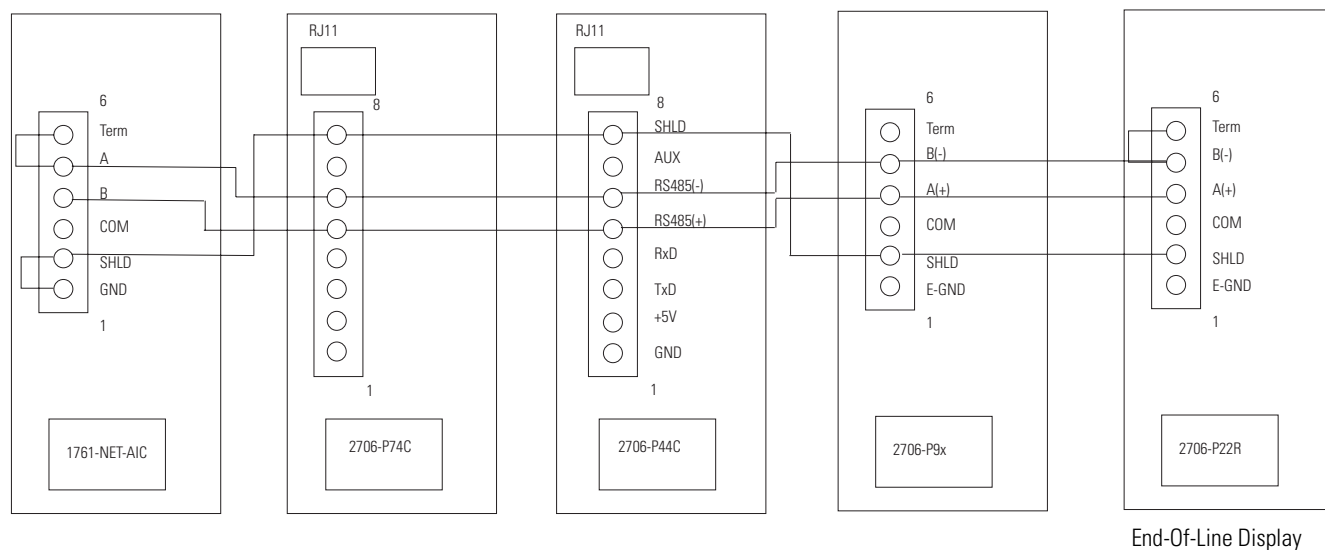 6
Term
A
B
COM
SHLD
GND
1
1761-NET-AIC
RJ11
8
1
2706-P74C
RJ11
8
SHLD
AUX
RS485(-)
RS485(+)
RxD
TxD
+5V
GND
1
2706-P44C
6
Term
B(-)
A(+)
COM
SHLD
E-GND
1
2706-P9x
6
Term
B(-)
A(+)
COM
SHLD
E-GND
1
2706-P22R
End-Of-Line Display